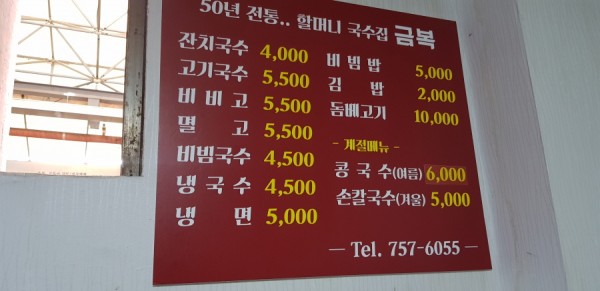 50년 전통.. 할머니 국수집 금복
잔치국수 4,000
고기국수 5,500
비비고 5,500
멸고 5,500
비빔국수 4,500
냉국수 4,500
냉면 5,000
비빔밥 5,000
김밥 2,000
돔베고기 10,000
- 계절메뉴 -
콩국수(여름) 6,000
손칼국수(겨울) 5,000
— Tel. 757-6055 —